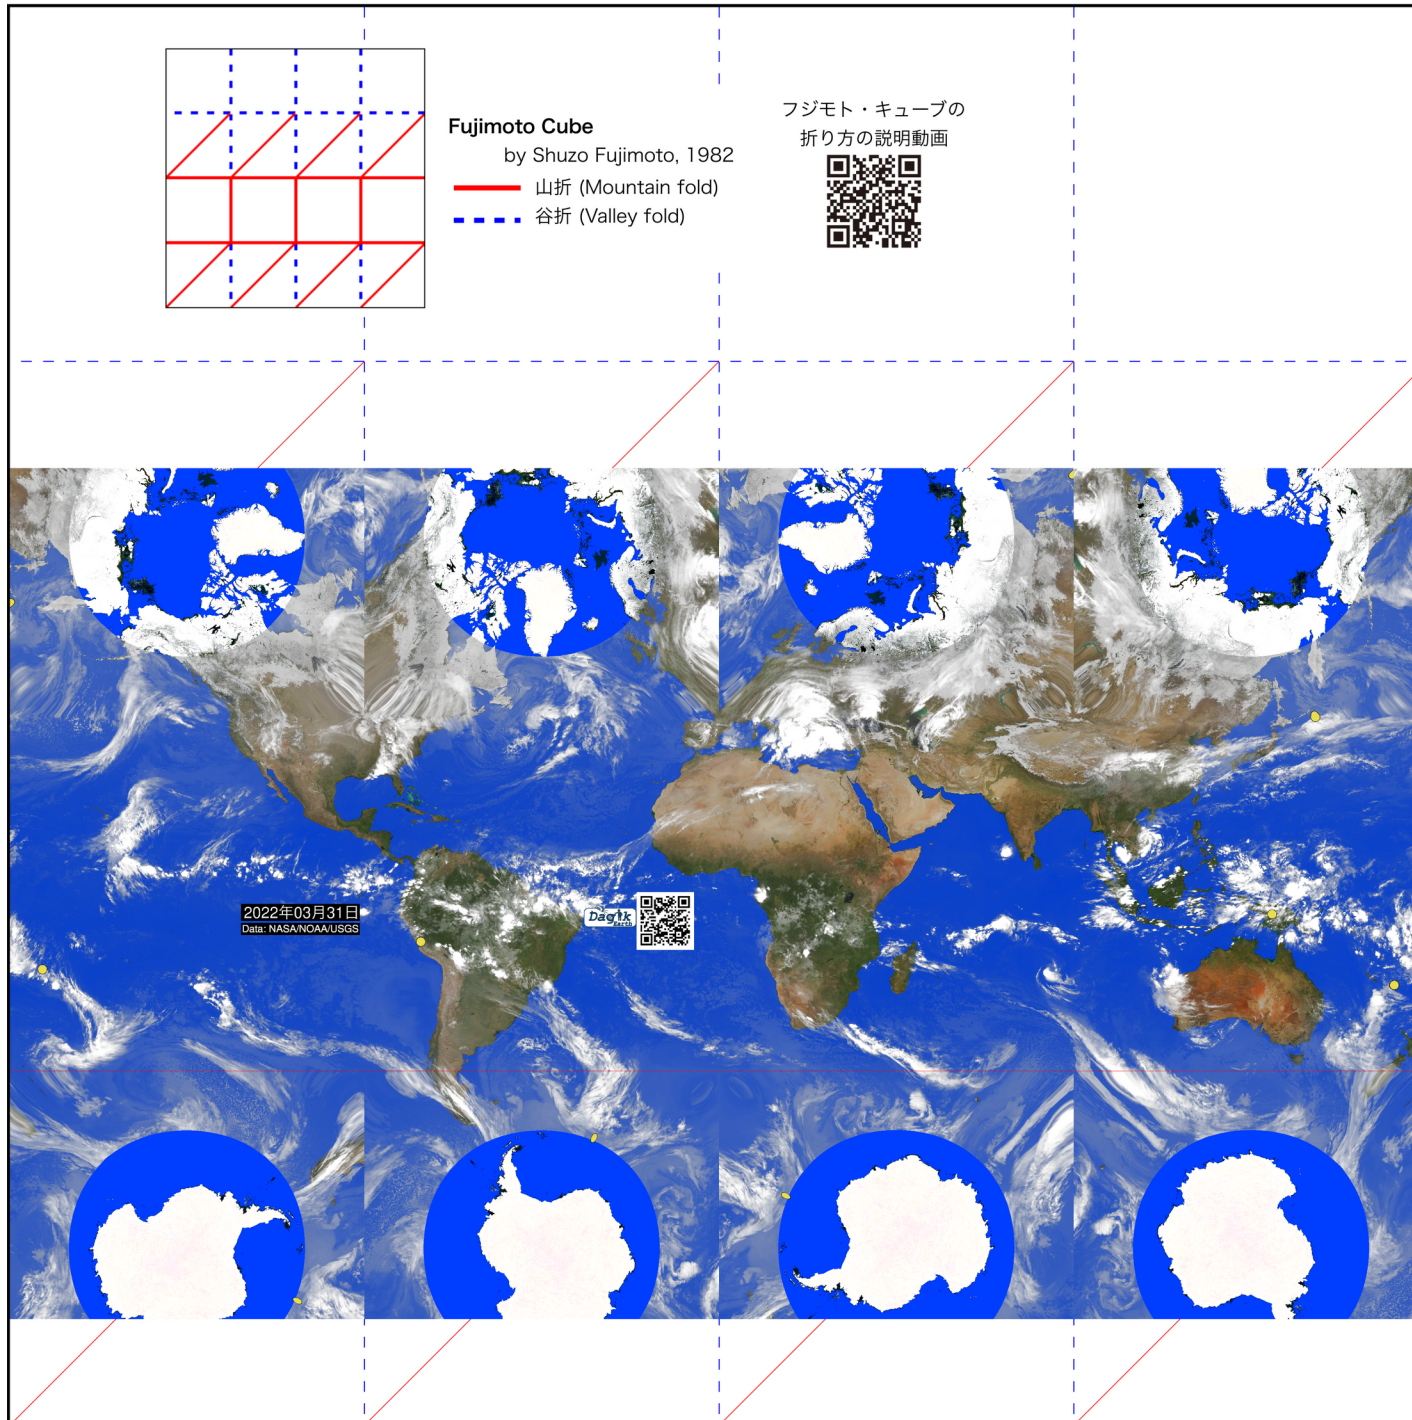 Fujimoto Cube
by Shuzo Fujimoto, 1982
山折 (Mountain fold)
谷折 (Valley fold)
フジモト・キューブの
折り方の説明動画
2022年03月31日
Data: NASA/NOAA/USGS
Dagik
Earth